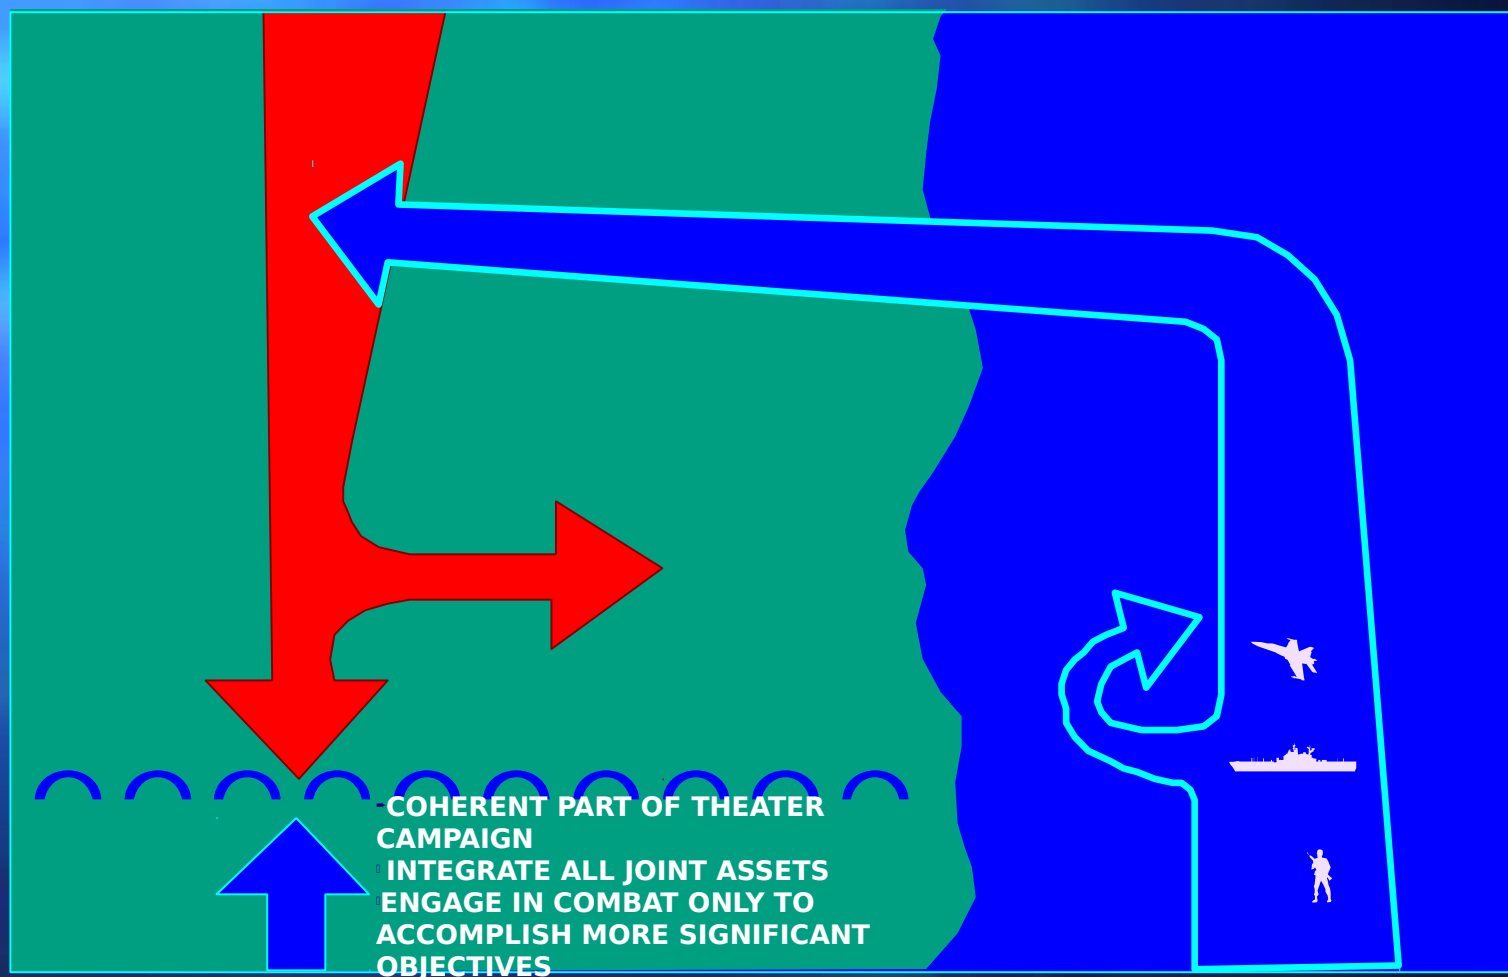 -COHERENT PART OF THEATER
CAMPAIGN
INTEGRATE ALL JOINT ASSETS
ENGAGE IN COMBAT ONLY TO
ACCOMPLISH MORE SIGNIFICANT
OBJECTIVES